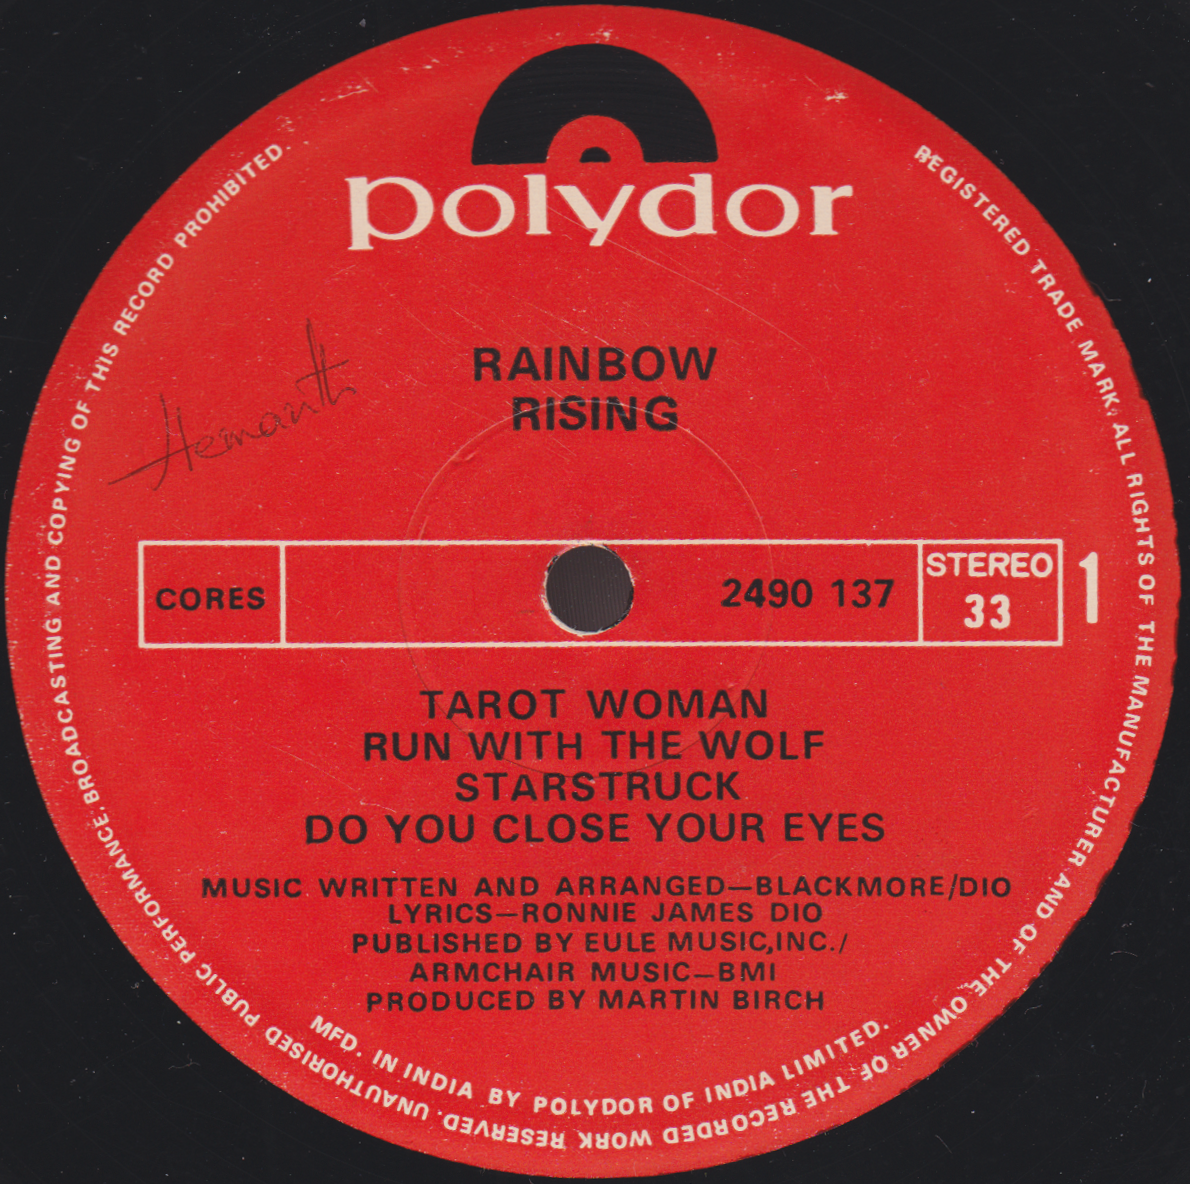 polydor
RAINBOW
RISING
Hemanth
CORES
2490 137
STEREO
33
1
TAROT WOMAN
RUN WITH THE WOLF
STARSTRUCK
DO YOU CLOSE YOUR EYES
MUSIC WRITTEN AND ARRANGED—BLACKMORE/DIO
LYRICS—RONNIE JAMES DIO
PUBLISHED BY EULE MUSIC,INC./
ARMCHAIR MUSIC—BMI
PRODUCED BY MARTIN BIRCH
MFD. IN INDIA BY POLYDOR OF INDIA LIMITED.
REGISTERED TRADE MARK. ALL RIGHTS OF THE MANUFACTURER AND OF THE OWNER OF THE RECORDED WORK RESERVED. UNAUTHORISED PUBLIC PERFORMANCE. BROADCASTING AND COPYING OF THIS RECORD PROHIBITED.